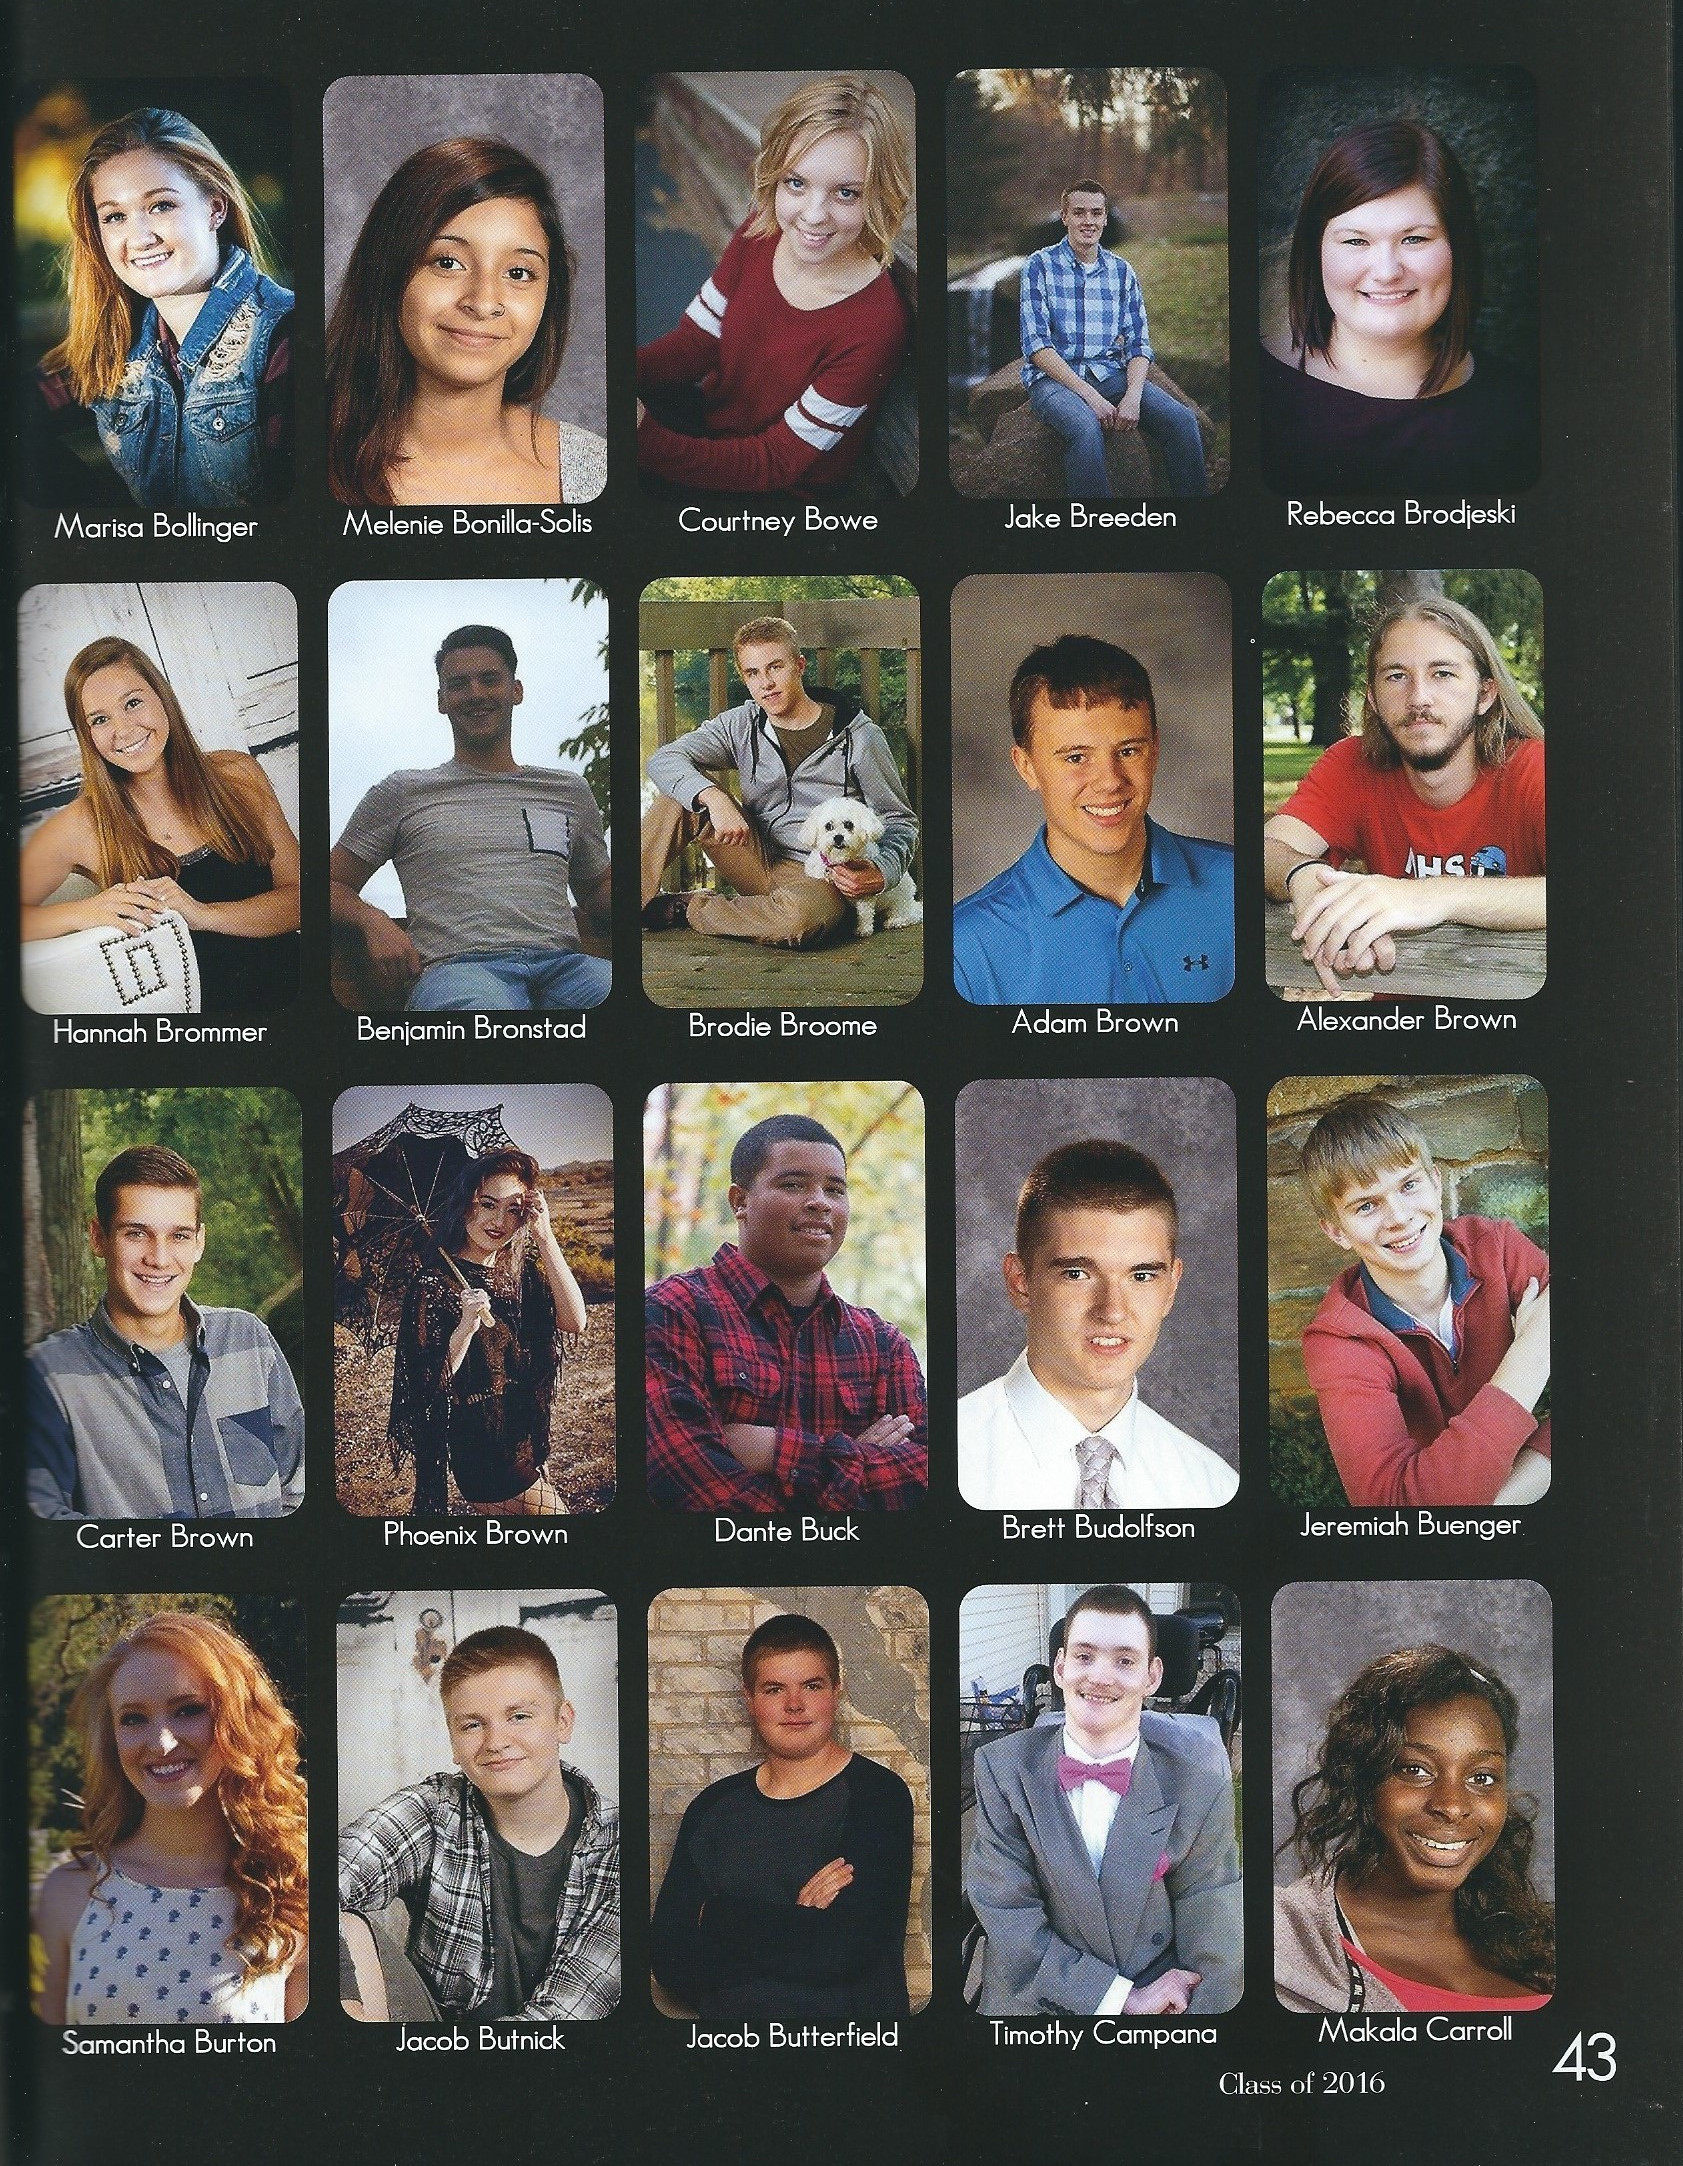 Marisa Bollinger
Melenie Bonilla-Solis
Courtney Bowe
Jake Breeden
Rebecca Brodjeski
Hannah Brommer
Benjamin Bronstad
Brodie Broome
Adam Brown
AHS
Alexander Brown
Carter Brown
Phoenix Brown
Dante Buck
Brett Budolfson
Jeremiah Buenger
Samantha Burton
Jacob Butnick
Jacob Butterfield
Timothy Campana
Makala Carroll
Class of 2016
43